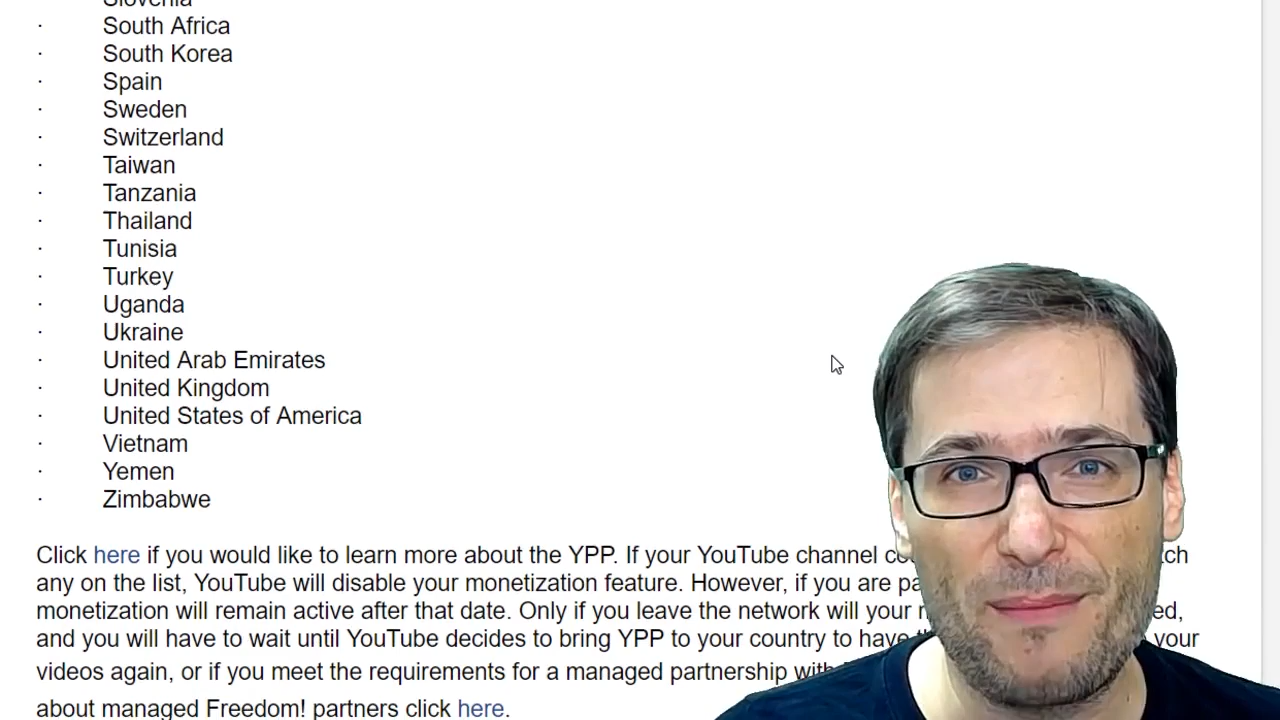 Slovenia
· South Africa
· South Korea
· Spain
· Sweden
· Switzerland
· Taiwan
· Tanzania
· Thailand
· Tunisia
· Turkey
· Uganda
· Ukraine
· United Arab Emirates
· United Kingdom
· United States of America
· Vietnam
· Yemen
· Zimbabwe
Click here if you would like to learn more about the YPP. If your YouTube channel
any on the list, YouTube will disable your monetization feature. However, if you are
monetization will remain active after that date. Only if you leave the network will your
and you will have to wait until YouTube decides to bring YPP to your country to have your
videos again, or if you meet the requirements for a managed partnership with
about managed Freedom! partners click here.